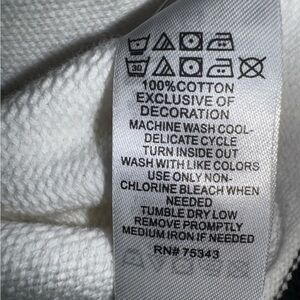 30
100%COTTON
EXCLUSIVE OF
DECORATION
MACHINE WASH COOL-
DELICATE CYCLE
TURN INSIDE OUT
WASH WITH LIKE COLORS
USE ONLY NON-
CHLORINE BLEACH WHEN
NEEDED
TUMBLE DRY LOW
REMOVE PROMPTLY
MEDIUM IRON IF NEEDED
RN# 75343